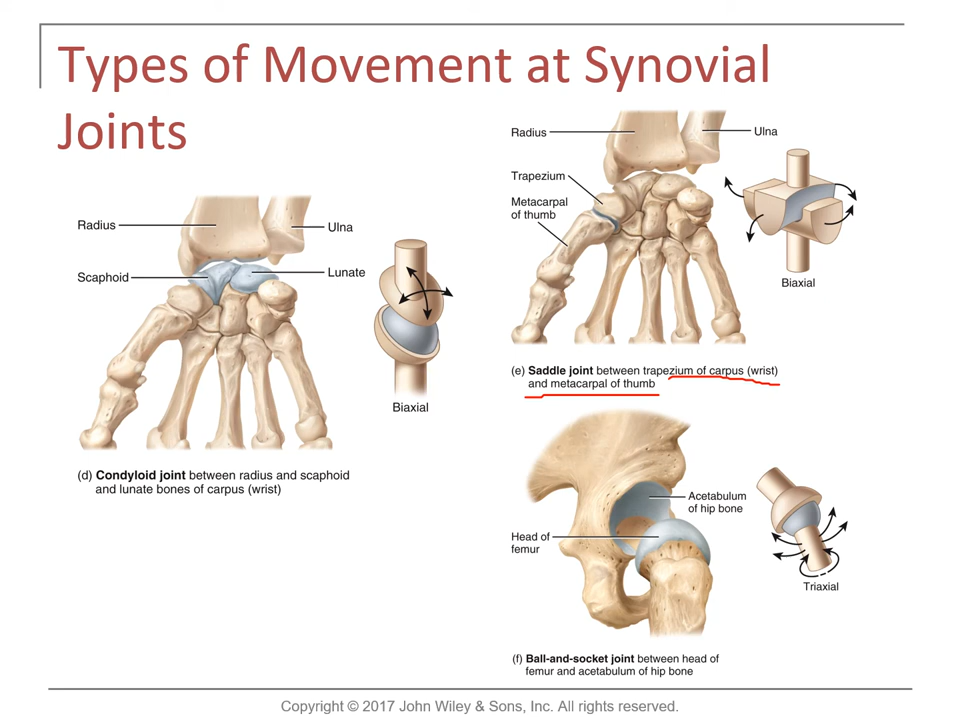 Types of Movement at Synovial
Joints
Radius
Ulna
Scaphoid
Lunate
Biaxial
(d) Condyloid joint between radius and scaphoid
and lunate bones of carpus (wrist)
Radius
Ulna
Trapezium
Metacarpal
of thumb
Biaxial
(e) Saddle joint between trapezium of carpus (wrist)
and metacarpal of thumb
Acetabulum
of hip bone
Head of
femur
Triaxial
(f) Ball-and-socket joint between head of
femur and acetabulum of hip bone
Copyright © 2017 John Wiley & Sons, Inc. All rights reserved.